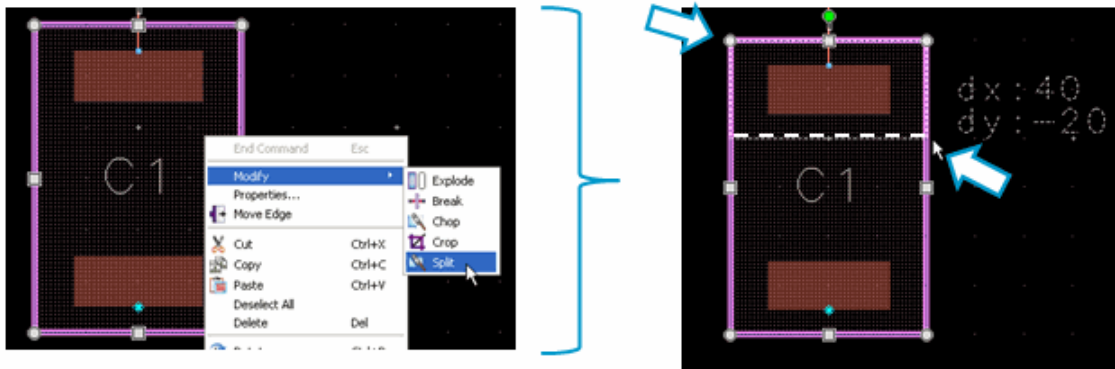 C1
End Command Esc
Modify
Properties...
Move Edge
Cut Ctrl+X
Copy Ctrl+C
Paste Ctrl+V
Deselect All
Delete Del
Explode
Break
Chop
Crop
Split
dx:40
dy:-20
C1